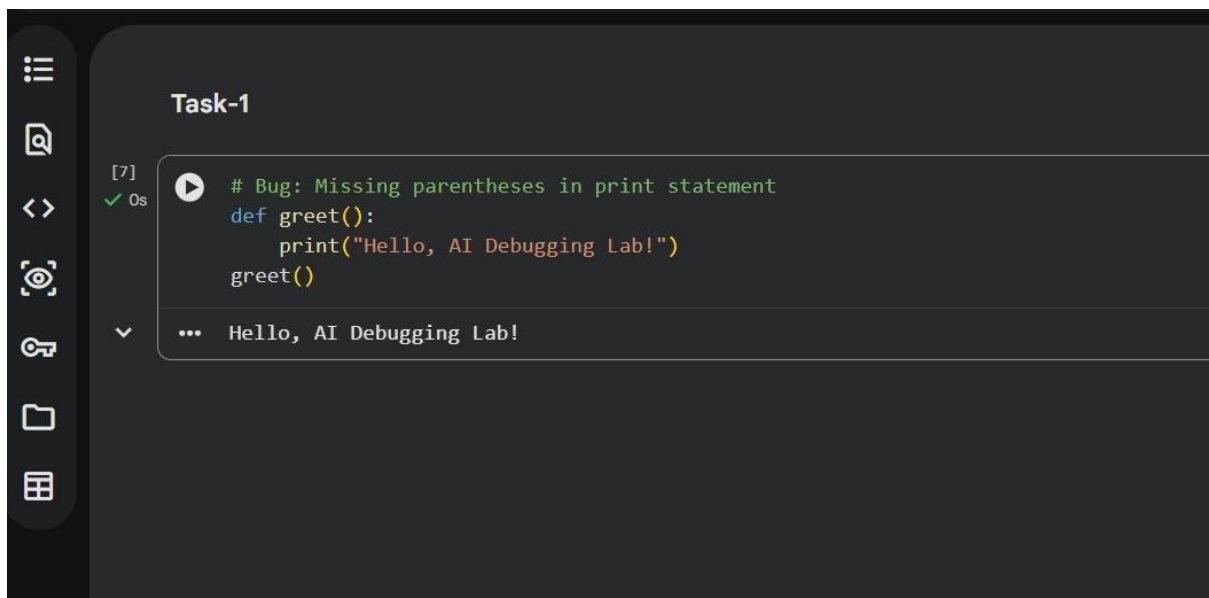 Task-1
[7]
0s
# Bug: Missing parentheses in print statement
def greet():
    print("Hello, AI Debugging Lab!")
greet()
Hello, AI Debugging Lab!